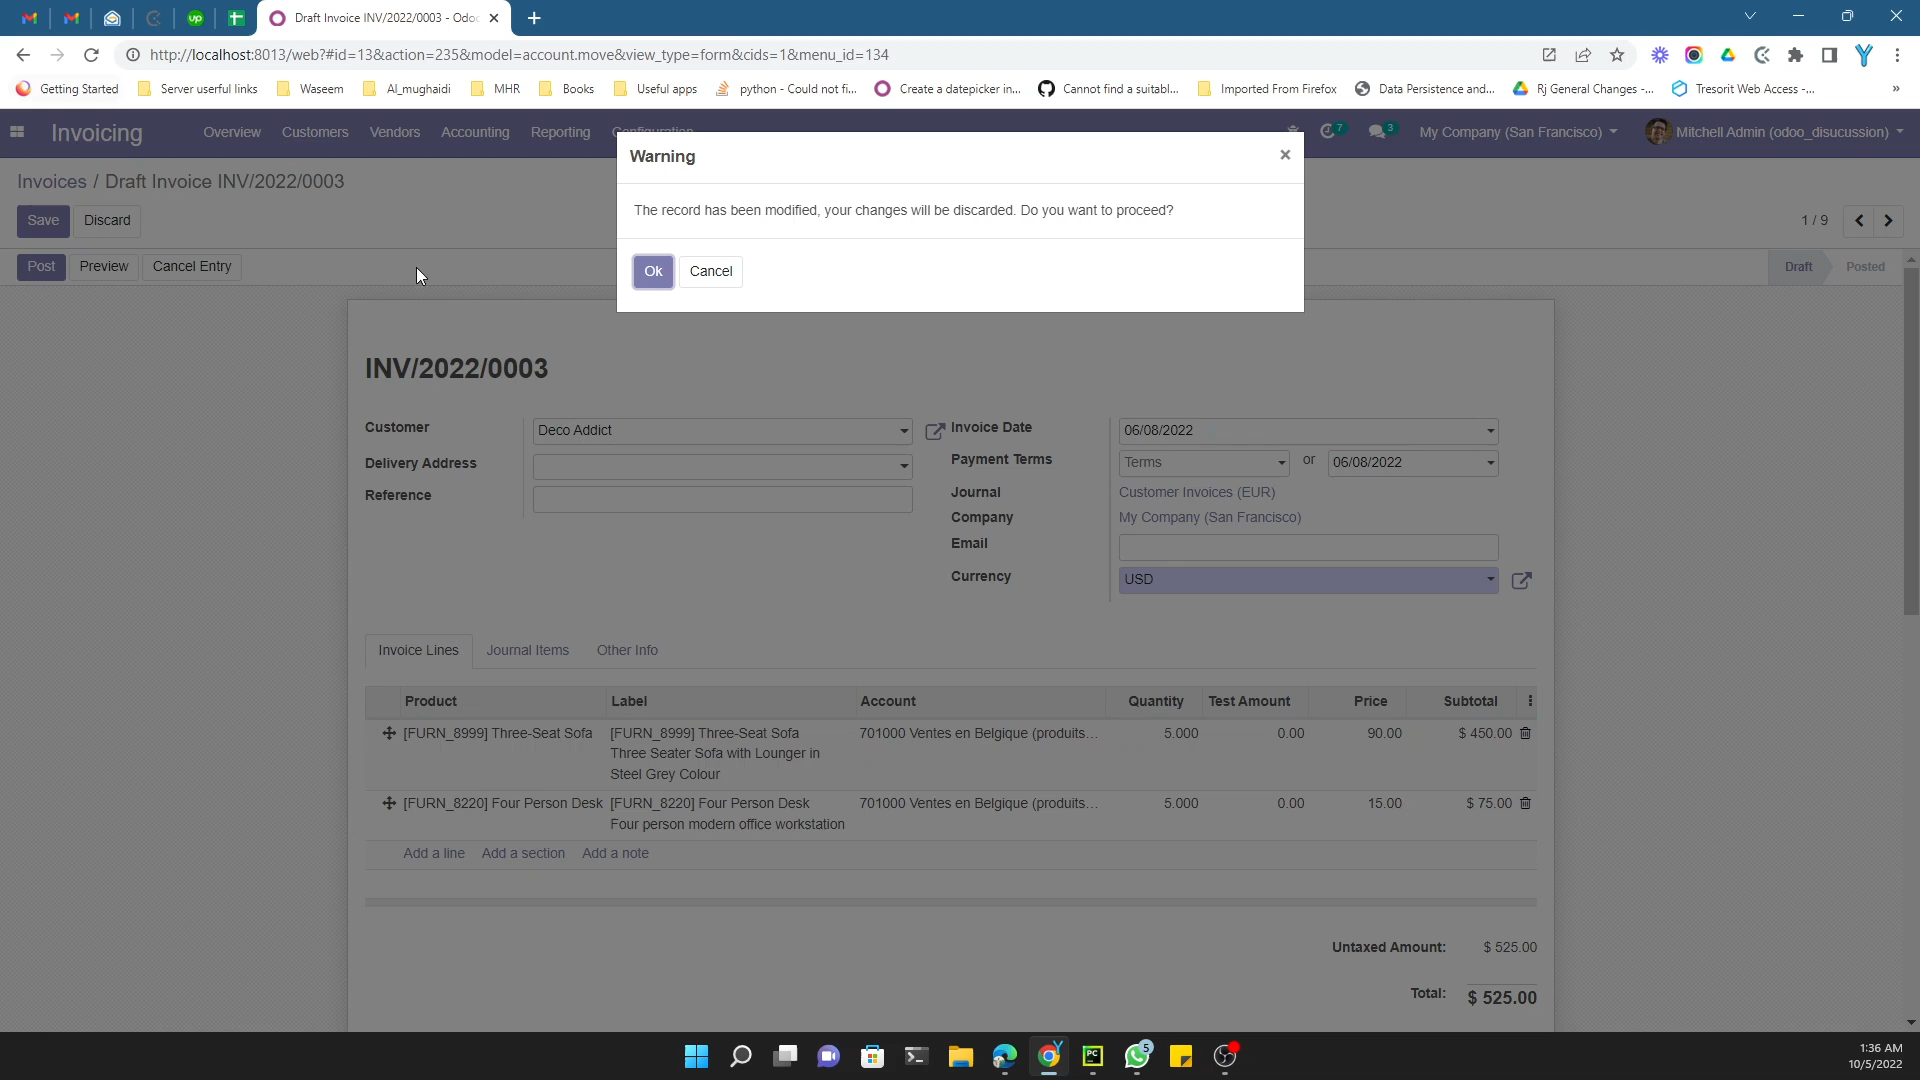 up
Draft Invoice INV/2022/0003 - Odoo
http://localhost:8013/web?#id=13&action=235&model=account.move&view_type=form&cids=1&menu_id=134
Getting Started Server userful links Waseem Al_mughaidi MHR Books Useful apps python - Could not fi... Create a datepicker in... Cannot find a suitabl... Imported From Firefox Data Persistence and... Rj General Changes -... Tresorit Web Access -... »
Invoicing Overview Customers Vendors Accounting Reporting Configuration 7 3 My Company (San Francisco) Mitchell Admin (odoo_disucussion)
Warning ×
Invoices / Draft Invoice INV/2022/0003
The record has been modified, your changes will be discarded. Do you want to proceed?
Save Discard 1 / 9
Post Preview Cancel Entry Ok Cancel Draft Posted
INV/2022/0003
Customer Deco Addict Invoice Date 06/08/2022
Delivery Address Payment Terms Terms or 06/08/2022
Reference Journal Customer Invoices (EUR)
Company My Company (San Francisco)
Email
Currency USD
Invoice Lines Journal Items Other Info
Product Label Account Quantity Test Amount Price Subtotal
[FURN_8999] Three-Seat Sofa [FURN_8999] Three-Seat Sofa 701000 Ventes en Belgique (produits... 5.000 0.00 90.00 $ 450.00
Three Seater Sofa with Lounger in
Steel Grey Colour
[FURN_8220] Four Person Desk [FURN_8220] Four Person Desk 701000 Ventes en Belgique (produits... 5.000 0.00 15.00 $ 75.00
Four person modern office workstation
Add a line Add a section Add a note
Untaxed Amount: $ 525.00
Total: $ 525.00
PC 5
1:36 AM
10/5/2022